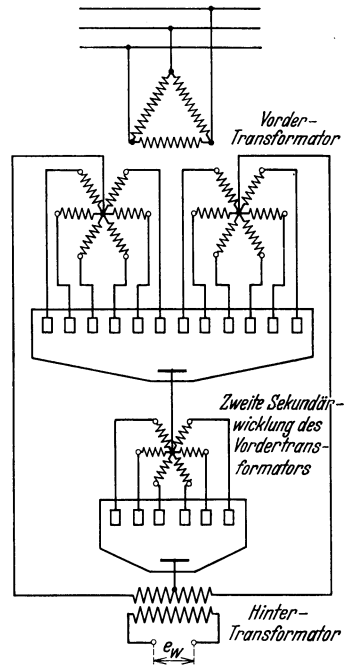 Vorder-
Transformator
Zweite Sekundär-
wicklung des
Vordertrans-
formators
Hinter-
Transformator
e_w